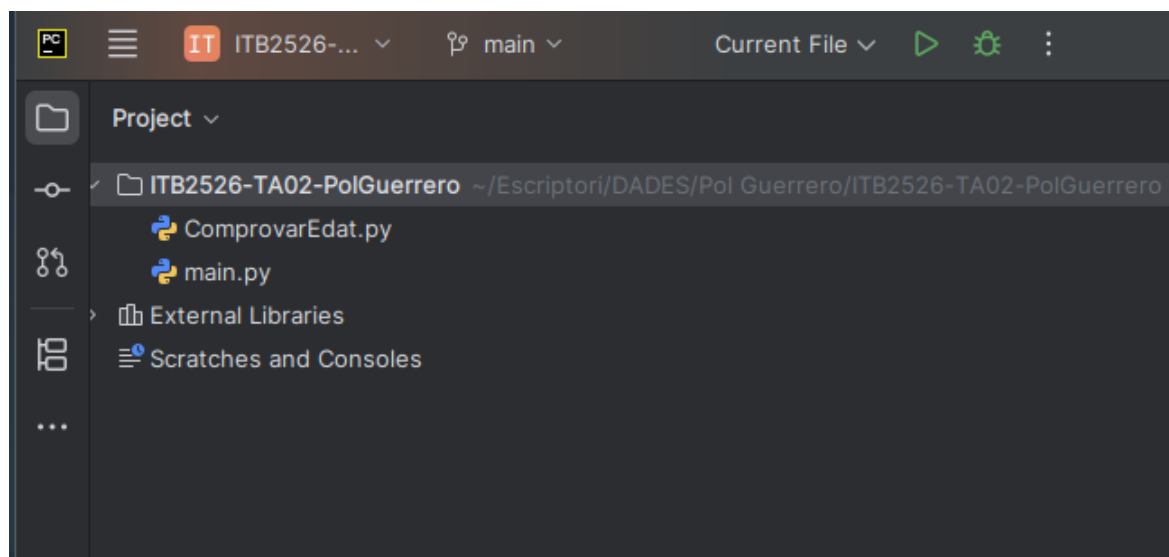 PC IT ITB2526-... main Current File
Project
ITB2526-TA02-PolGuerrero ~/Escriptori/DADES/Pol Guerrero/ITB2526-TA02-PolGuerrero
ComprovarEdat.py
main.py
External Libraries
Scratches and Consoles